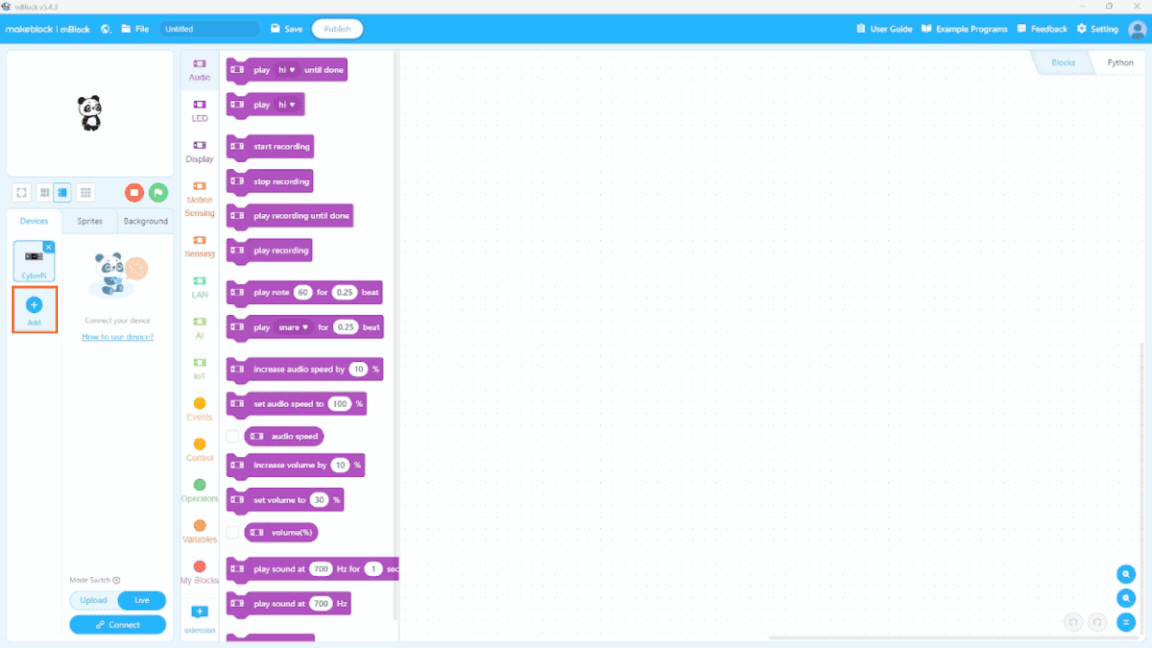 mBlock v5.4.3
makeblock | mBlock File Untitled Save Publish User Guide Example Programs Feedback Setting
Blocks Python
Devices Sprites Background
CyberPi
Add
Connect your device
How to use device?
Mode Switch
Upload Live
Connect
Audio
LED
Display
Motion
Sensing
Sensing
LAN
AI
IoT
Events
Control
Operators
Variables
My Blocks
extension
play hi until done
play hi
start recording
stop recording
play recording until done
play recording
play note 60 for 0.25 beat
play snare for 0.25 beat
increase audio speed by 10 %
set audio speed to 100 %
audio speed
increase volume by 10 %
set volume to 30 %
volume(%)
play sound at 700 Hz for 1 sec
play sound at 700 Hz